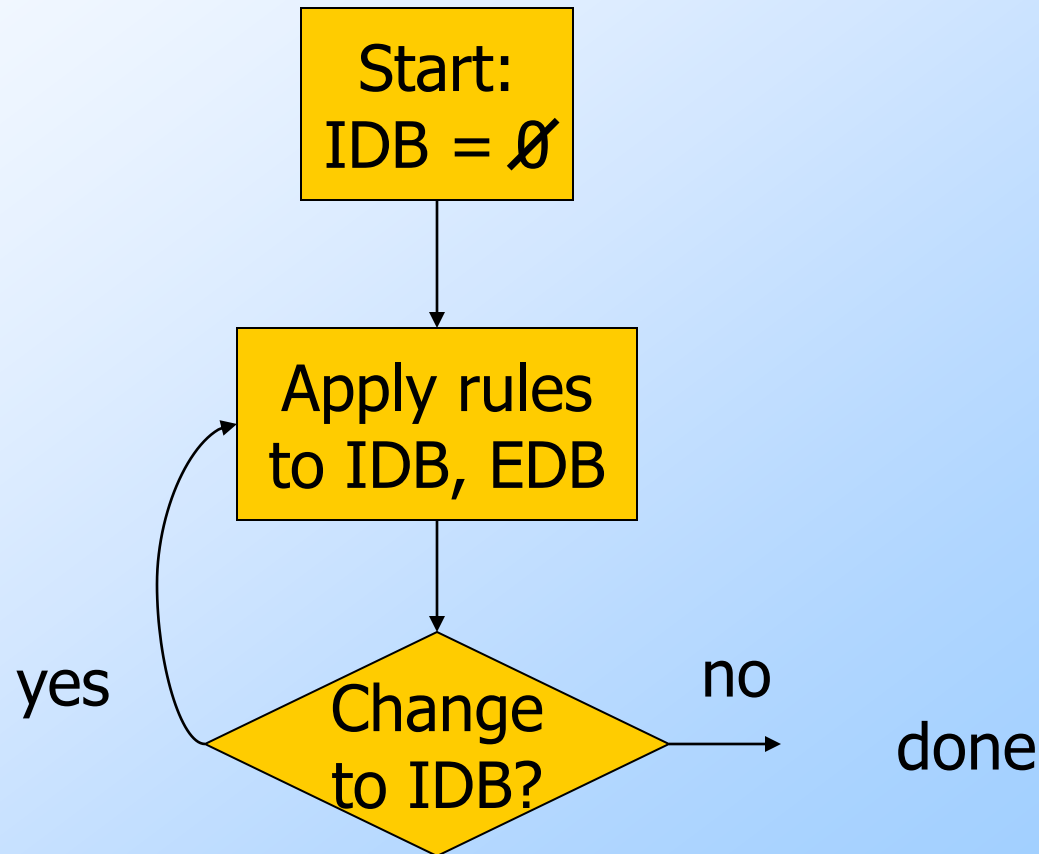 Start:
IDB = ∅
Apply rules
to IDB, EDB
Change
to IDB?
yes
no
done